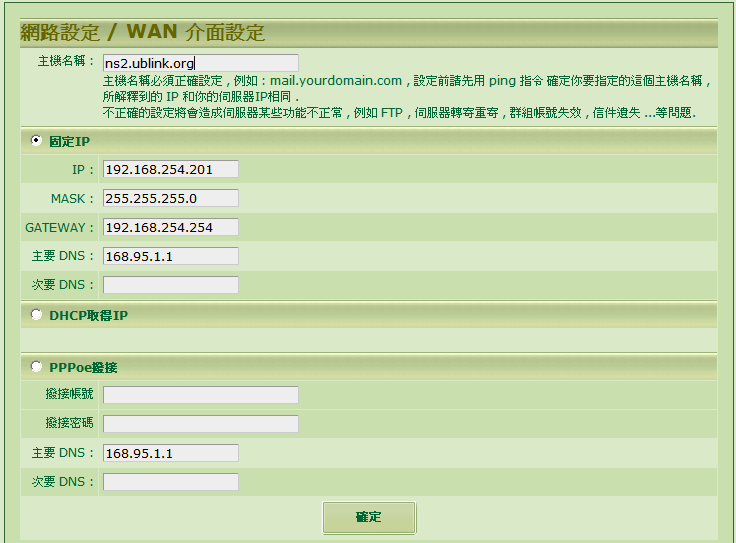 網路設定 / WAN 介面設定
主機名稱 : ns2.ublink.org
主機名稱必須正確設定 , 例如 : mail.yourdomain.com , 設定前請先用 ping 指令 確定你要指定的這個主機名稱 ,
所解釋到的 IP 和你的伺服器IP相同 .
不正確的設定將會造成伺服器某些功能不正常 , 例如 FTP , 伺服器轉寄重寄 , 群組帳號失效 , 信件遺失 ...等問題.
固定IP
IP : 192.168.254.201
MASK : 255.255.255.0
GATEWAY : 192.168.254.254
主要 DNS : 168.95.1.1
次要 DNS :
DHCP取得IP
PPPoe撥接
撥接帳號
撥接密碼
主要 DNS : 168.95.1.1
次要 DNS :
確定